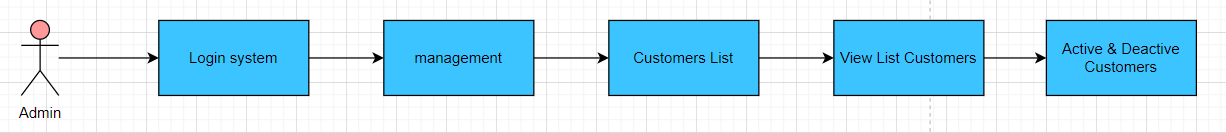 Admin
Login system
management
Customers List
View List Customers
Active & Deactive
Customers